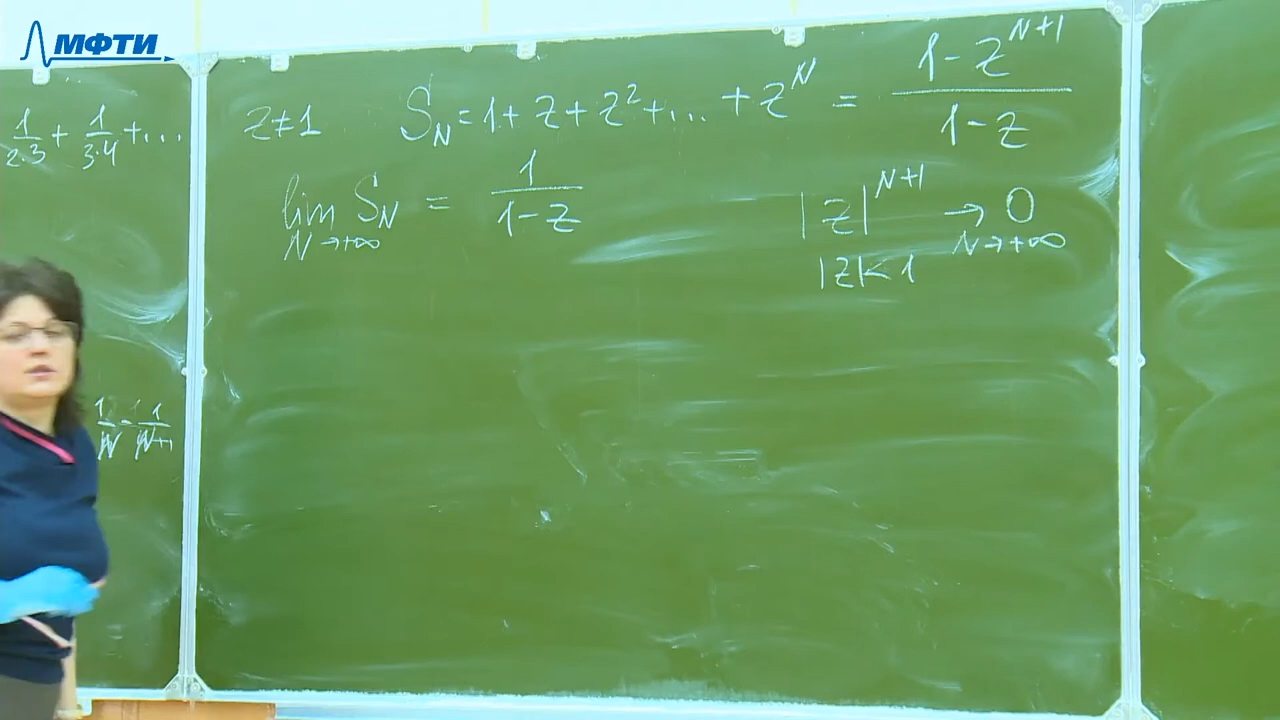 МФТИ
1/2·3 + 1/3·4 + ...
1/N - 1/N+1
z≠1 S_N = 1 + z + z² + ... + z^N = (1 - z^{N+1})/(1 - z)
lim_{N→+∞} S_N = 1/(1 - z) |z|^{N+1} →_{N→+∞} 0
|z| < 1